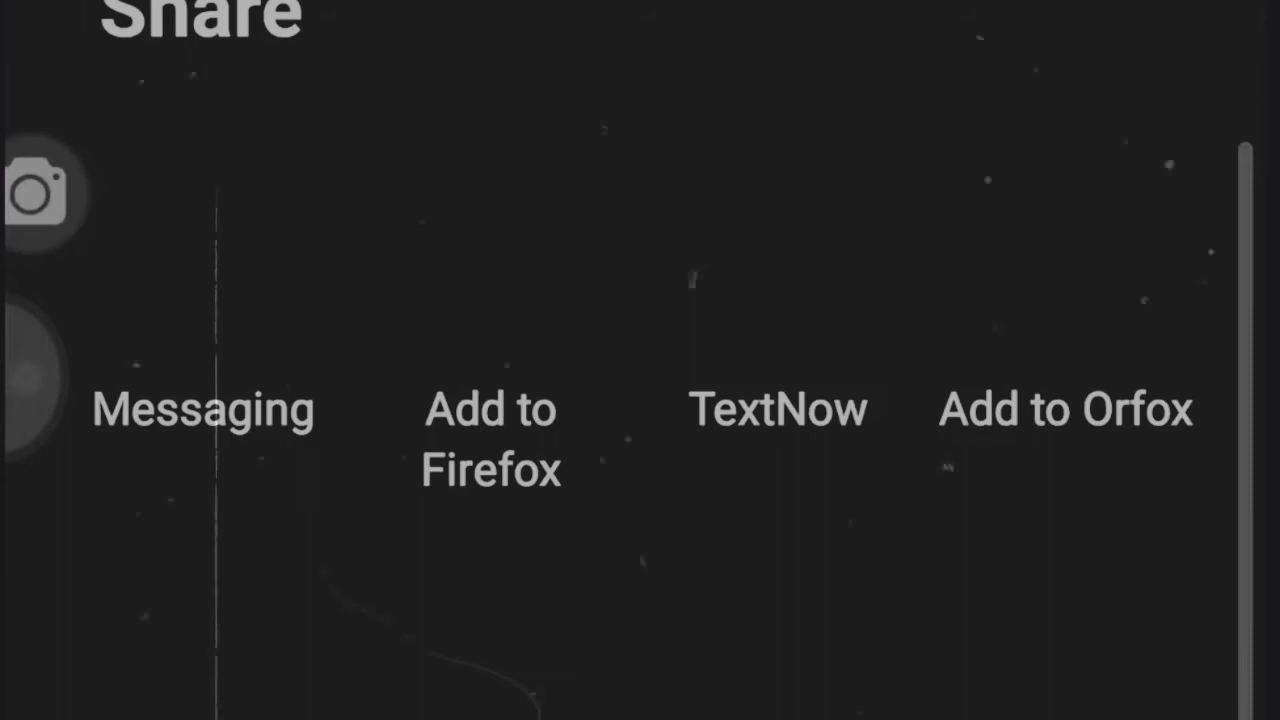 Share
Messaging
Add to
Firefox
TextNow
Add to Orfox